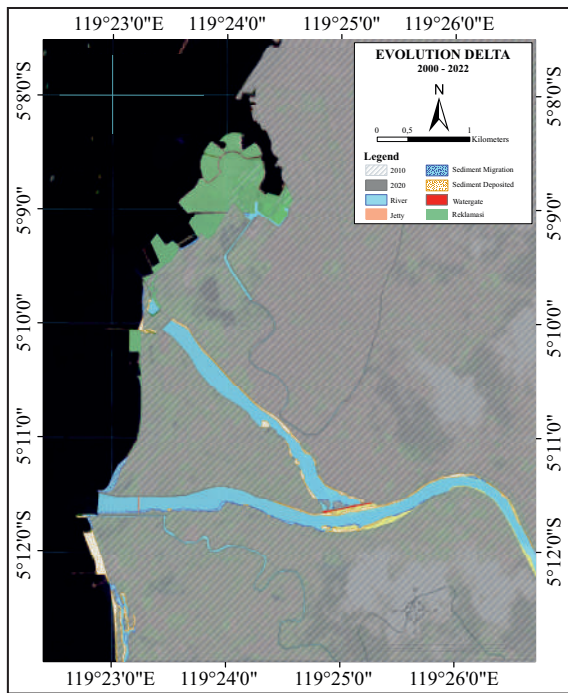 119°23'0"E 119°24'0"E 119°25'0"E 119°26'0"E
EVOLUTION DELTA
2000 - 2022
N
0 0,5 1
Kilometers
Legend
2010
2020
River
Jetty
Sediment Migration
Sediment Deposited
Watergate
Reklamasi
5°8'0"S 5°8'0"S
5°9'0"S 5°9'0"S
5°10'0"S 5°10'0"S
5°11'0"S 5°11'0"S
5°12'0"S 5°12'0"S
119°23'0"E 119°24'0"E 119°25'0"E 119°26'0"E